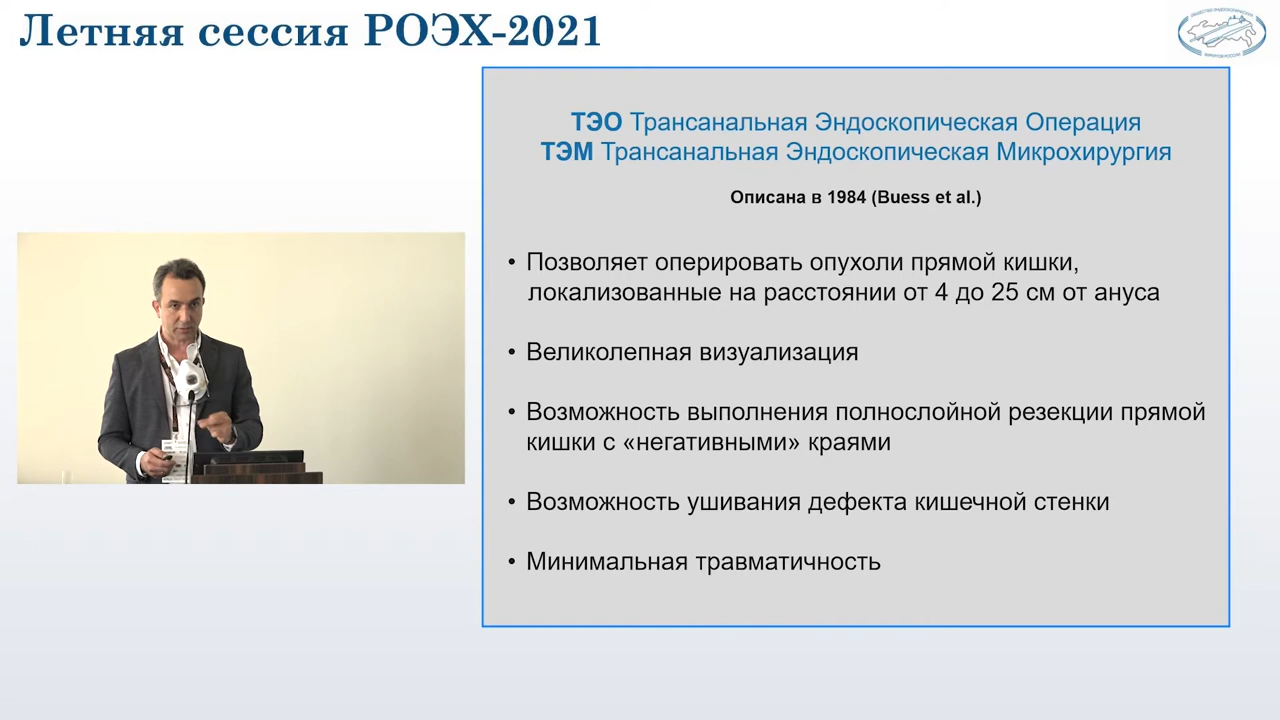 Летняя сессия РОЭХ-2021
ТЭО Трансанальная Эндоскопическая Операция
ТЭМ Трансанальная Эндоскопическая Микрохирургия
Описана в 1984 (Buess et al.)
• Позволяет оперировать опухоли прямой кишки,
локализованные на расстоянии от 4 до 25 см от ануса
• Великолепная визуализация
• Возможность выполнения полнослойной резекции прямой
кишки с «негативными» краями
• Возможность ушивания дефекта кишечной стенки
• Минимальная травматичность